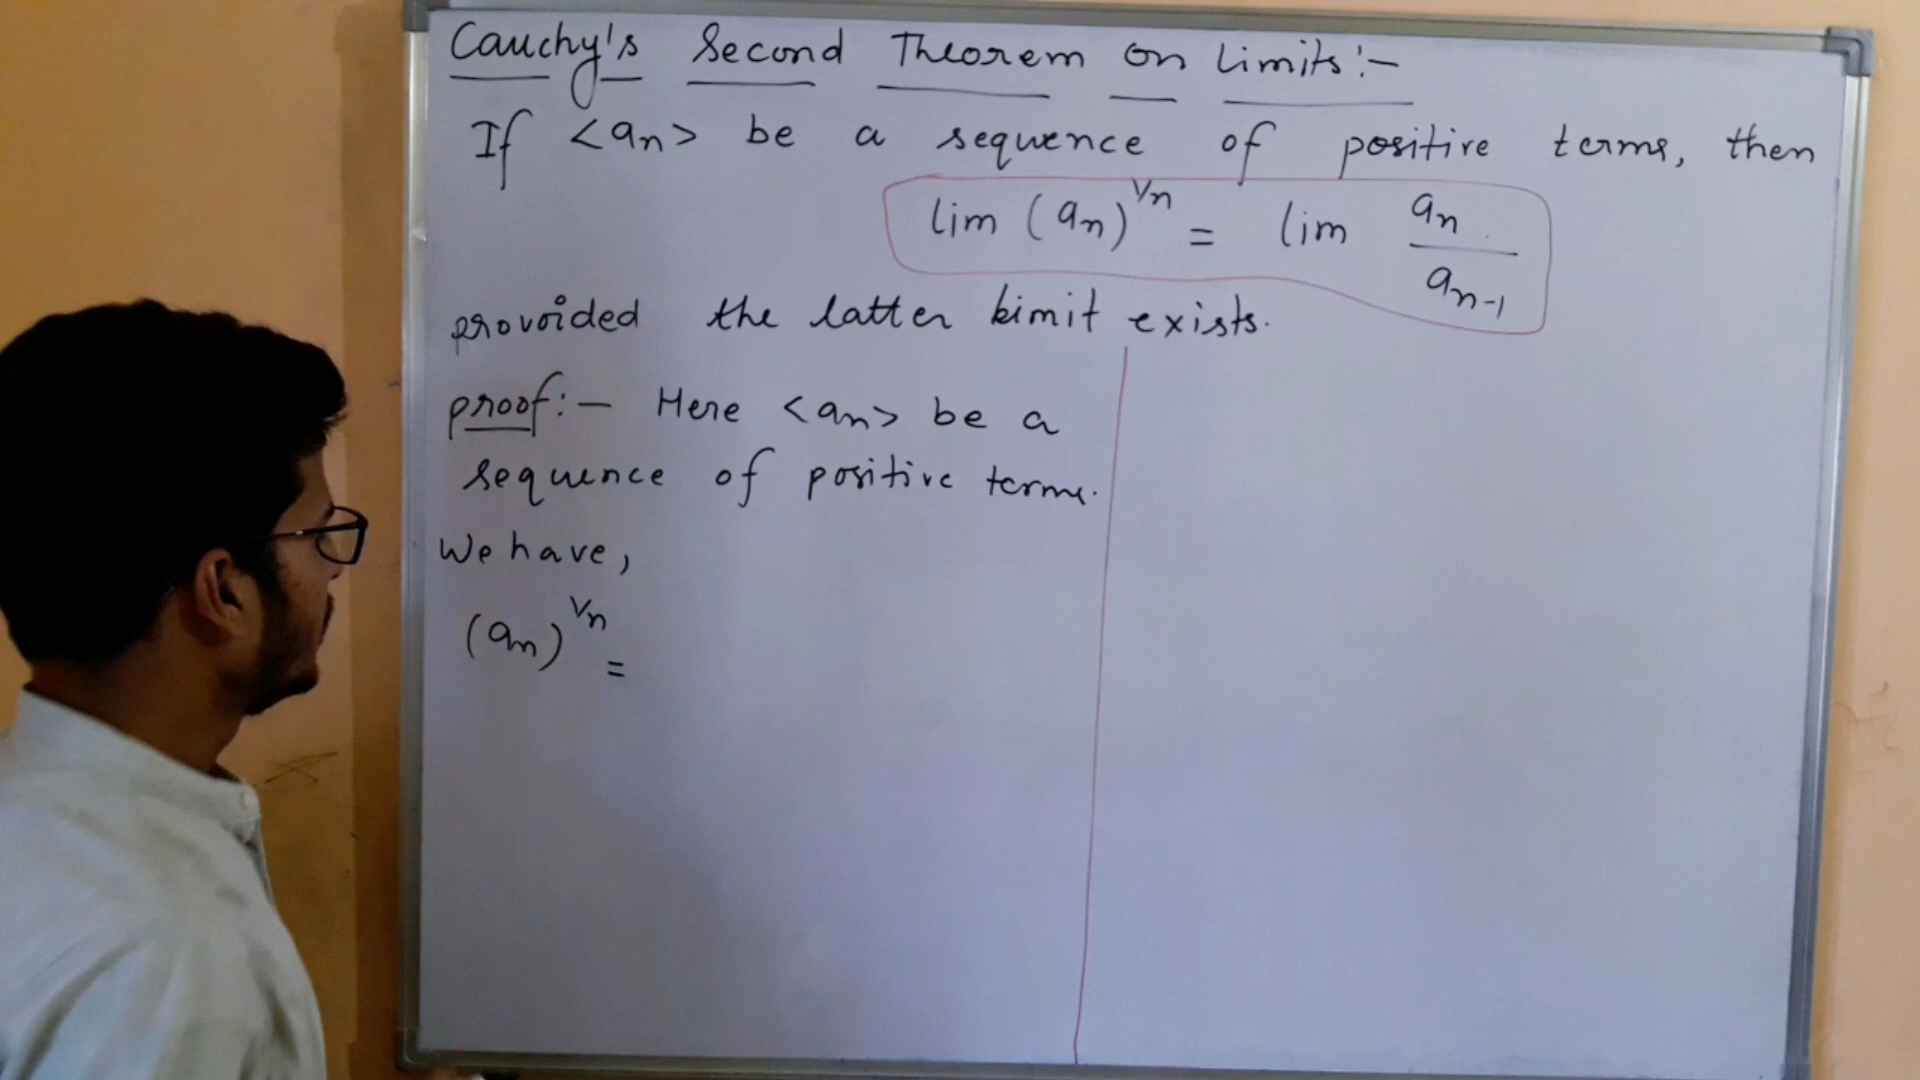 Cauchy's Second Theorem on Limits:-
If <an> be a sequence of positive terms, then
lim (an)^1/n = lim an/an-1
provoided the latter limit exists.
proof:- Here <an> be a
sequence of positive terms.
We have,
(an)^1/n =